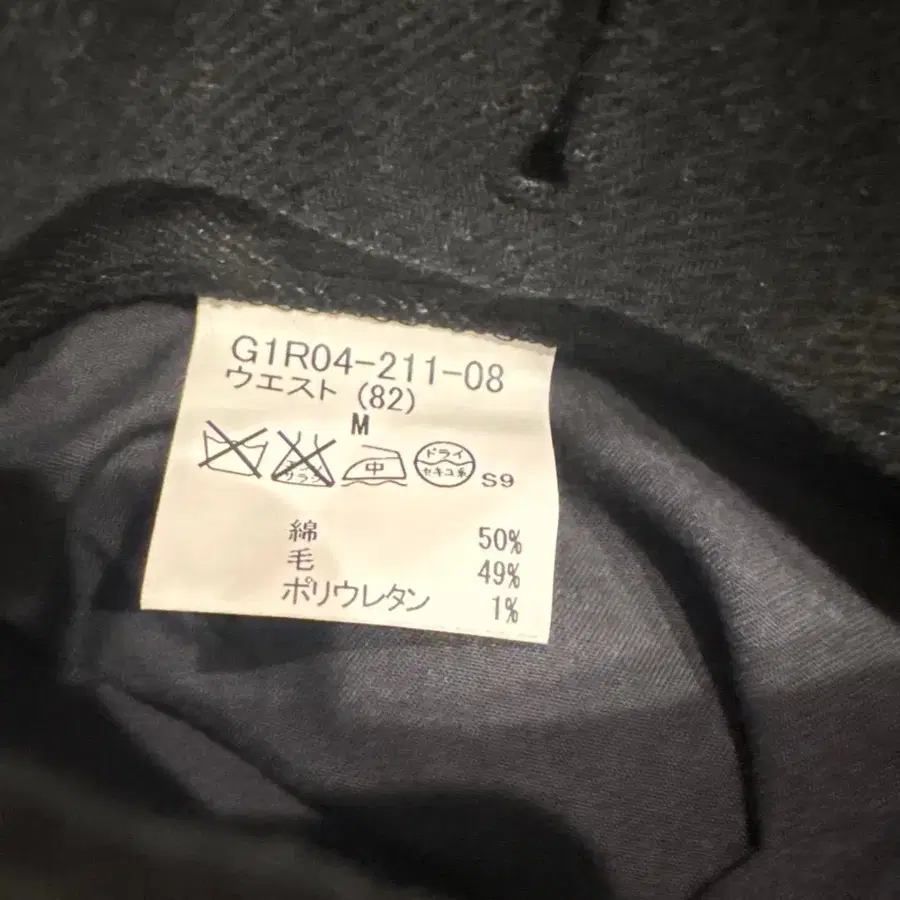 G1R04-211-08
ウエスト (82)
M
中 ドライ
セキユ系 S9
綿 50%
毛 49%
ポリウレタン 1%